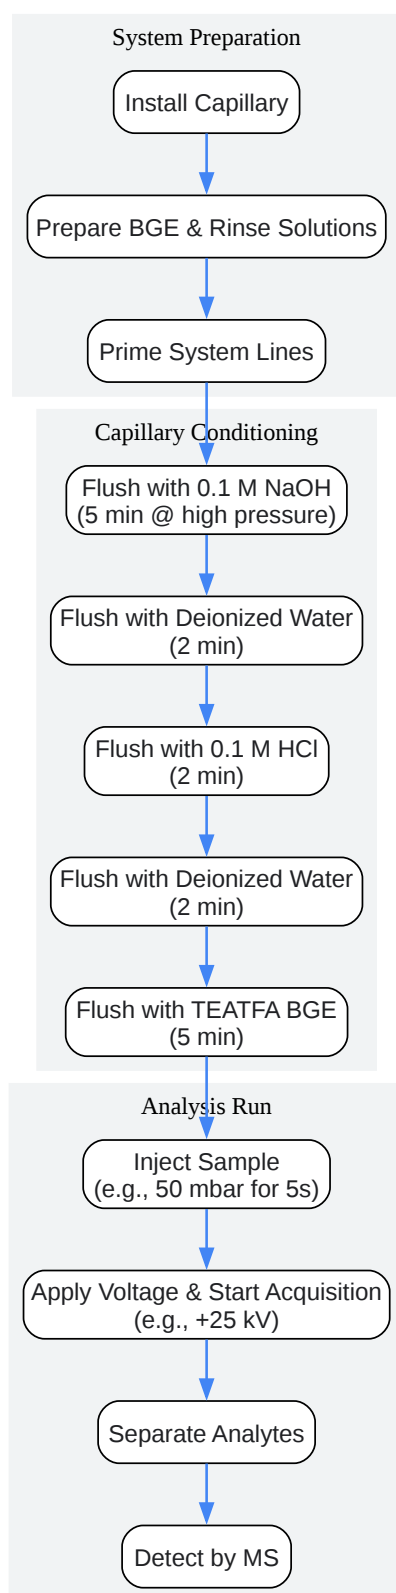 System Preparation
Install Capillary
Prepare BGE & Rinse Solutions
Prime System Lines
Capillary Conditioning
Flush with 0.1 M NaOH
(5 min @ high pressure)
Flush with Deionized Water
(2 min)
Flush with 0.1 M HCl
(2 min)
Flush with Deionized Water
(2 min)
Flush with TEATFA BGE
(5 min)
Analysis Run
Inject Sample
(e.g., 50 mbar for 5s)
Apply Voltage & Start Acquisition
(e.g., +25 kV)
Separate Analytes
Detect by MS